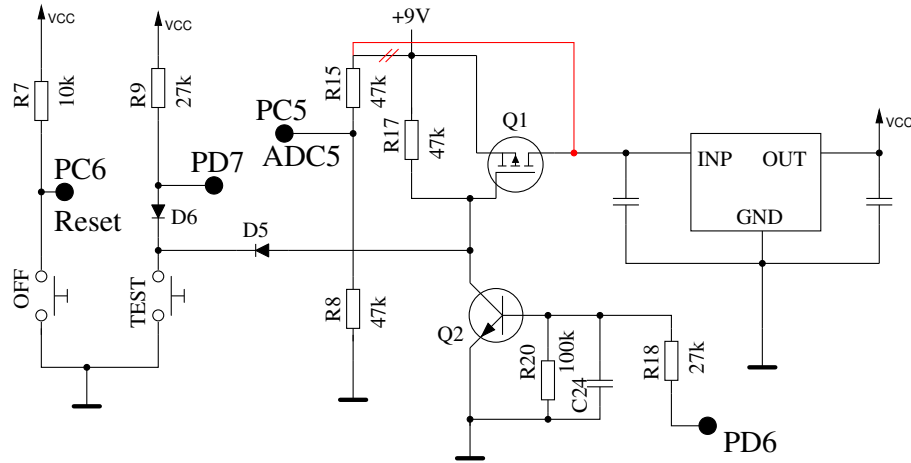 VCC
VCC
+9V
R7
10k
R9
27k
R15
47k
PC5
ADC5
R17
47k
Q1
INP
OUT
GND
VCC
PC6
Reset
PD7
D6
D5
OFF
TEST
R8
47k
Q2
R20
100k
C24
R18
27k
PD6